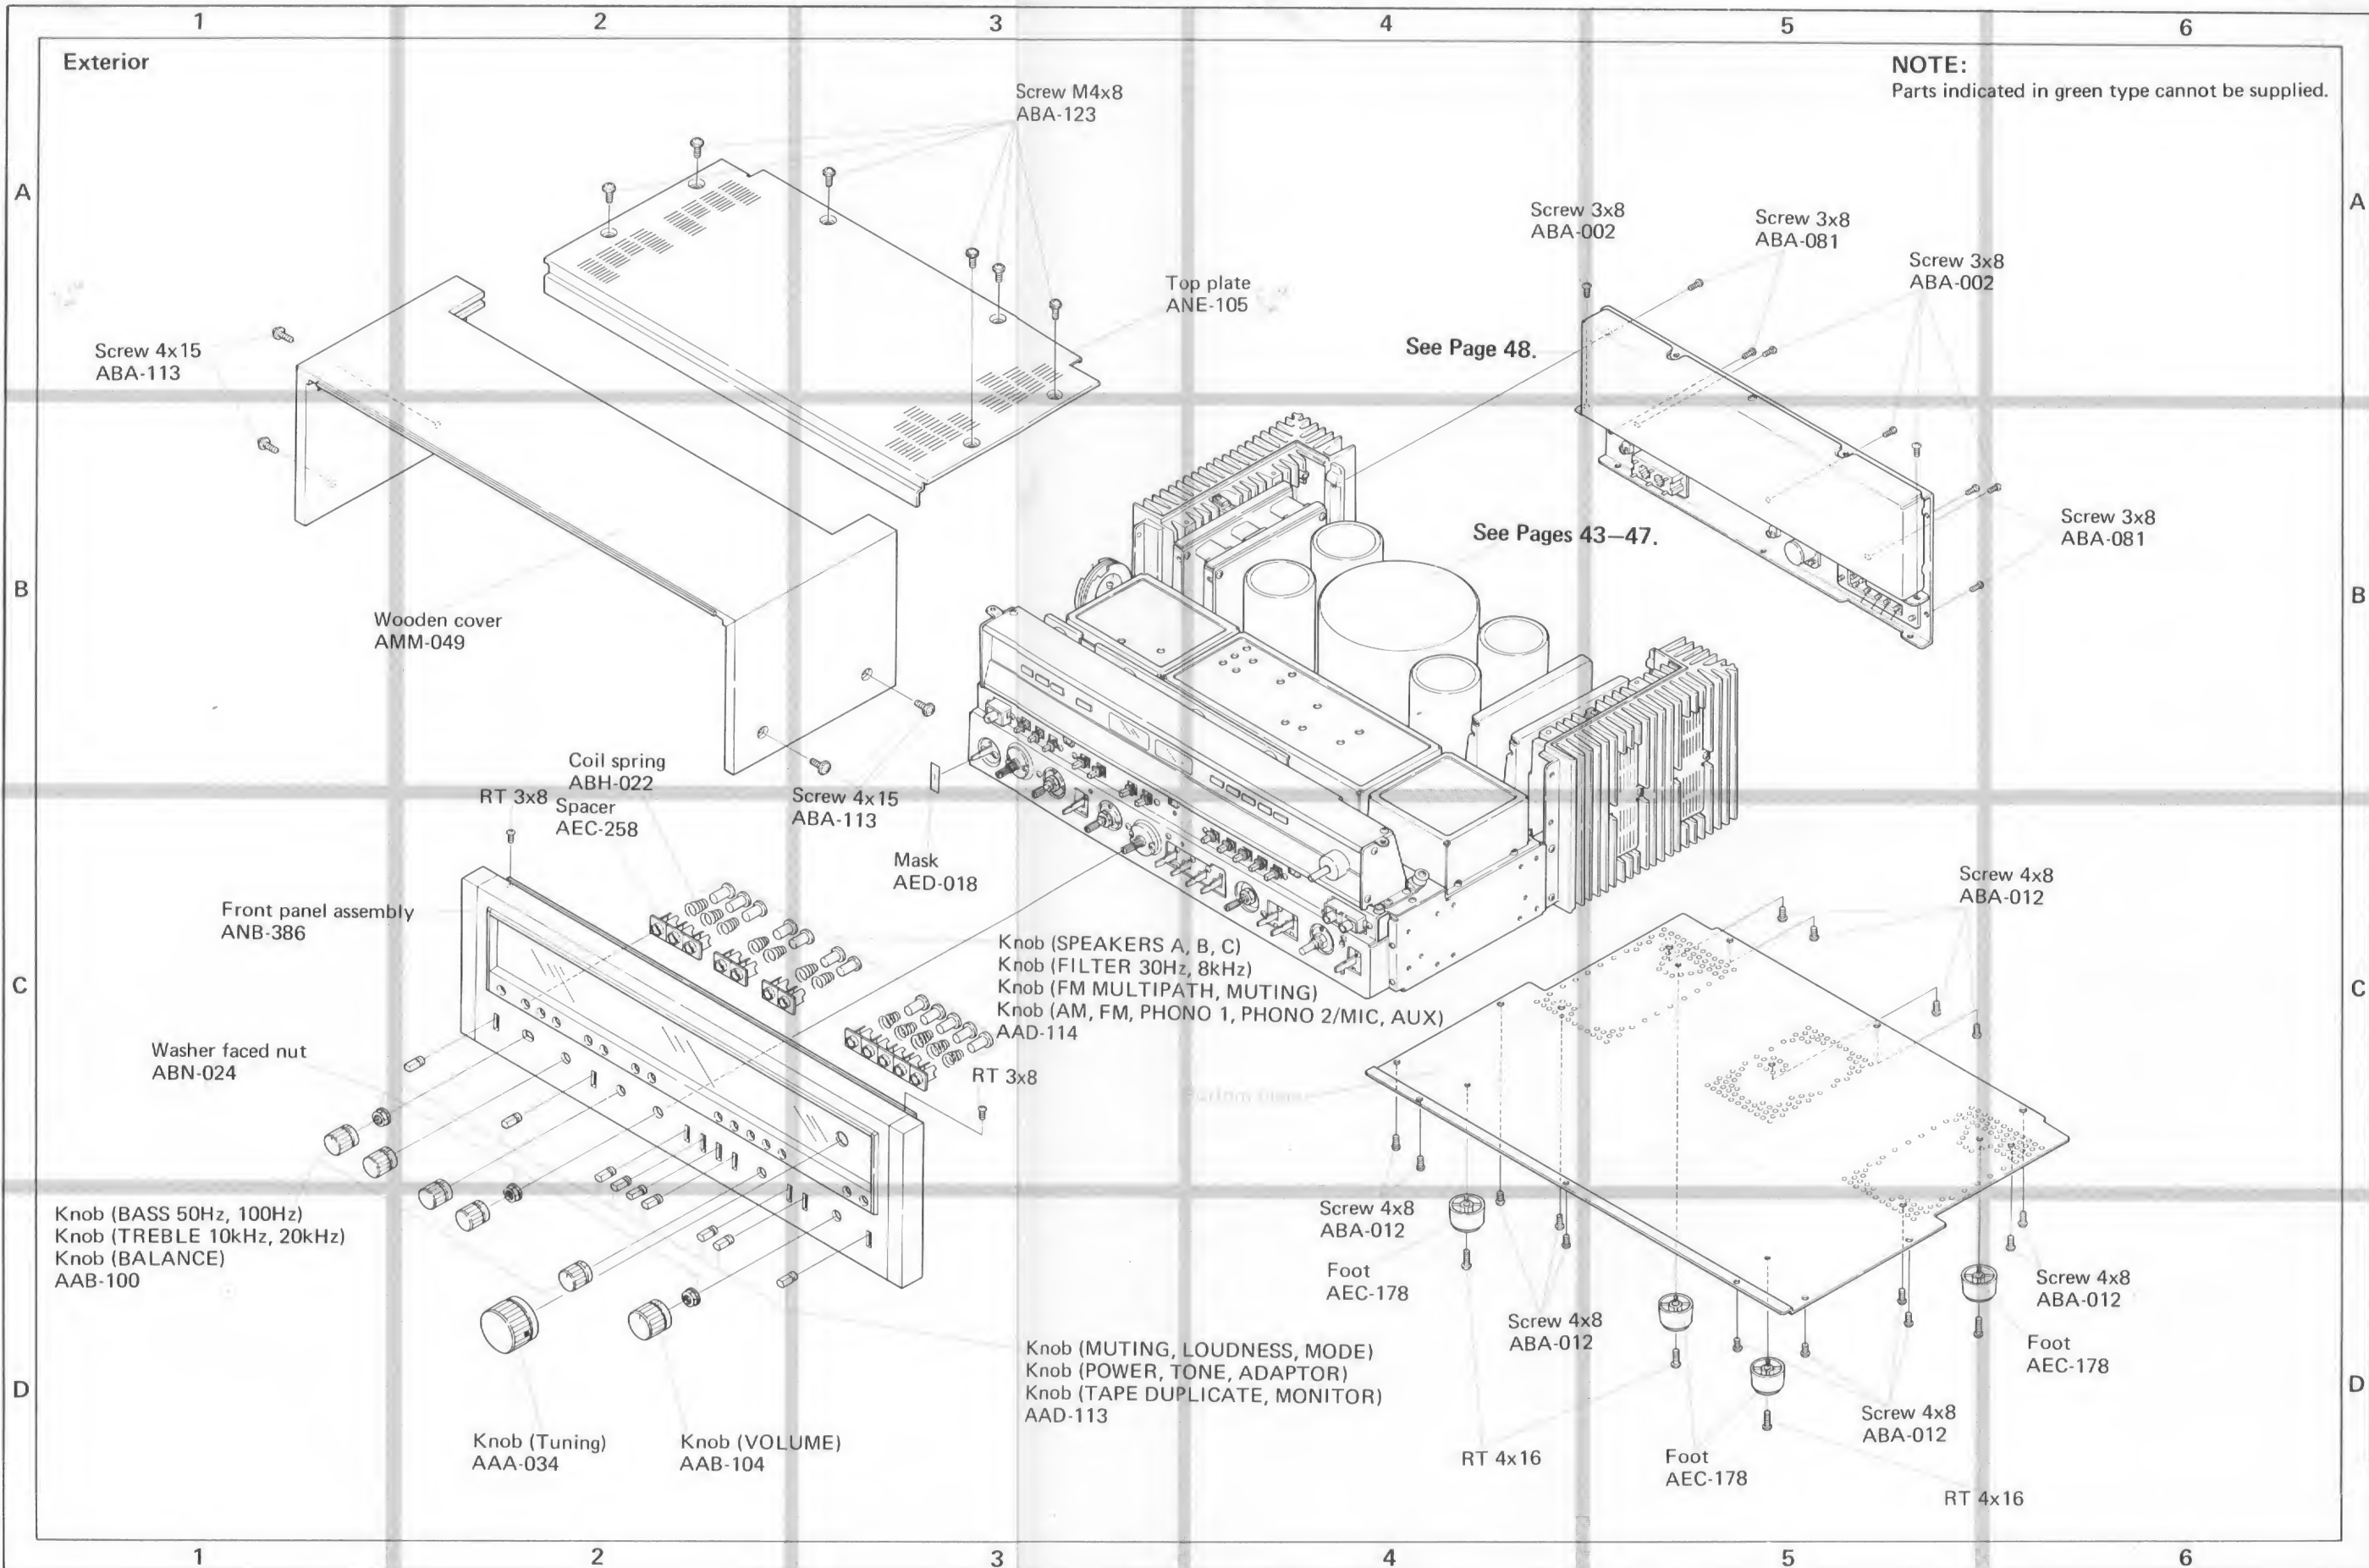 1 2 3 4 5 6
Exterior
NOTE:
Parts indicated in green type cannot be supplied.
Screw M4x8
ABA-123
A
A
Screw 3x8
ABA-002
Screw 3x8
ABA-081
Screw 3x8
ABA-002
Top plate
ANE-105
See Page 48.
Screw 4x15
ABA-113
See Pages 43–47.
Screw 3x8
ABA-081
B
B
Wooden cover
AMM-049
Coil spring
ABH-022
RT 3x8
Spacer
AEC-258
Screw 4x15
ABA-113
Mask
AED-018
Screw 4x8
ABA-012
Front panel assembly
ANB-386
Knob (SPEAKERS A, B, C)
Knob (FILTER 30Hz, 8kHz)
Knob (FM MULTIPATH, MUTING)
Knob (AM, FM, PHONO 1, PHONO 2/MIC, AUX)
AAD-114
C
C
Washer faced nut
ABN-024
RT 3x8
Knob (BASS 50Hz, 100Hz)
Knob (TREBLE 10kHz, 20kHz)
Knob (BALANCE)
AAB-100
Screw 4x8
ABA-012
Foot
AEC-178
Screw 4x8
ABA-012
Screw 4x8
ABA-012
Foot
AEC-178
Knob (MUTING, LOUDNESS, MODE)
Knob (POWER, TONE, ADAPTOR)
Knob (TAPE DUPLICATE, MONITOR)
AAD-113
D
D
Knob (Tuning)
AAA-034
Knob (VOLUME)
AAB-104
RT 4x16
Foot
AEC-178
Screw 4x8
ABA-012
RT 4x16
1 2 3 4 5 6